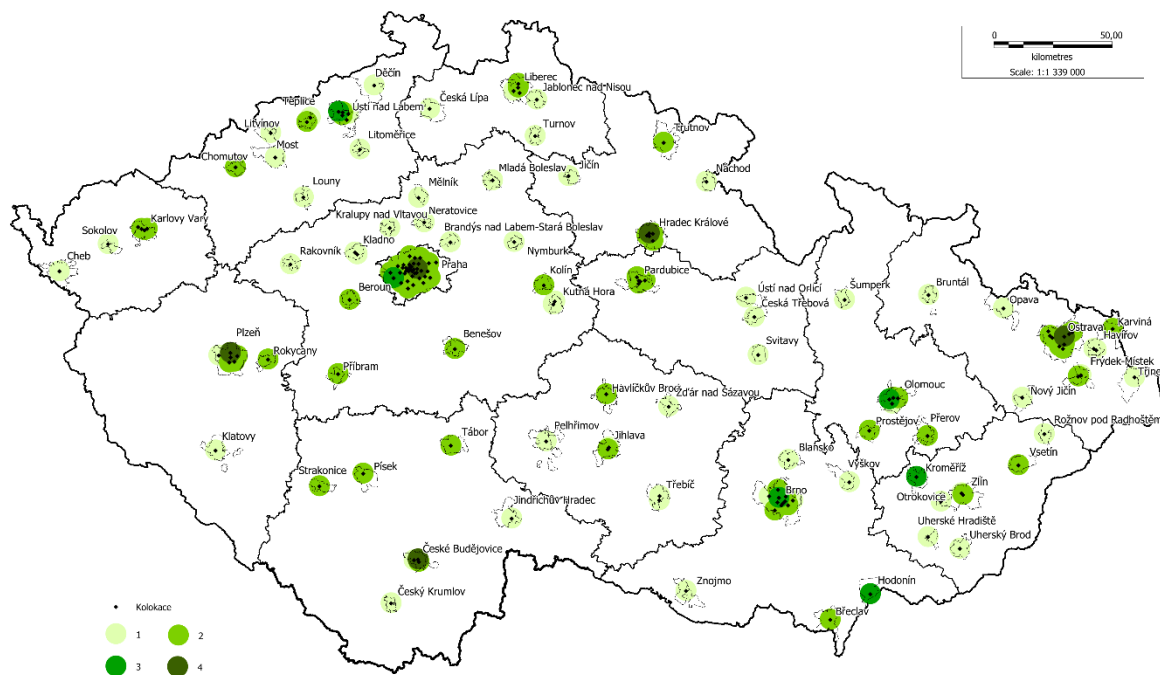 0,00
50,00
kilometres
Scale: 1:1 339 000
Děčín
Liberec
Jablonec nad Nisou
Česká Lípa
Teplice
Ústí nad Labem
Litvínov
Turnov
Trutnov
Litoměřice
Most
Chomutov
Mladá Boleslav
Jičín
Náchod
Louny
Mělník
Karlovy Vary
Kralupy nad Vltavou
Neratovice
Hradec Králové
Sokolov
Brandýs nad Labem-Stará Boleslav
Kladno
Rakovník
Nymburk
Cheb
Praha
Kolín
Pardubice
Beroun
Kutná Hora
Ústí nad Orlicí
Česká Třebová
Šumperk
Bruntál
Opava
Karviná
Ostrava
Havířov
Plzeň
Benešov
Svitavy
Rokycany
Příbram
Frýdek-Místek
Třine
Havlíčkův Brod
Žďár nad Sázavou
Olomouc
Nový Jičín
Prostějov
Přerov
Rožnov pod Radhoštěm
Tábor
Pelhřimov
Jihlava
Klatovy
Blansko
Vsetín
Strakonice
Písek
Kroměříž
Výškov
Třebíč
Brno
Zlín
Otrokovice
Jindřichův Hradec
Uherské Hradiště
Uherský Brod
České Budějovice
Znojmo
Hodonín
Český Krumlov
Břeclav
Kolokace
1
2
3
4